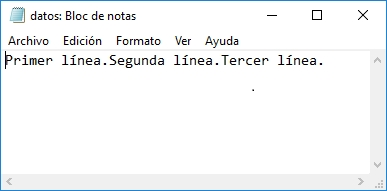 datos: Bloc de notas
Archivo Edición Formato Ver Ayuda
Primer línea.Segunda línea.Tercer línea.